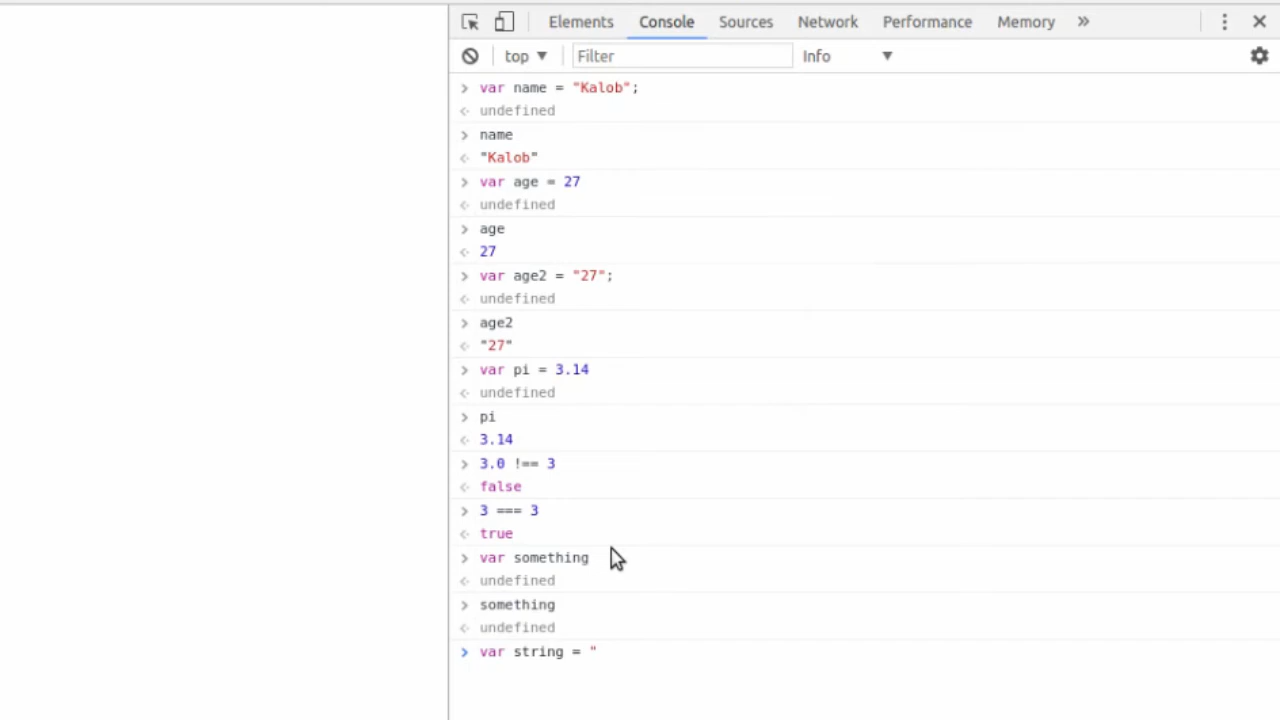 Elements Console Sources Network Performance Memory »
top ▼ Filter Info ▼
> var name = "Kalob";
<· undefined
> name
<· "Kalob"
> var age = 27
<· undefined
> age
<· 27
> var age2 = "27";
<· undefined
> age2
<· "27"
> var pi = 3.14
<· undefined
> pi
<· 3.14
> 3.0 !== 3
<· false
> 3 === 3
<· true
> var something
<· undefined
> something
<· undefined
> var string = "